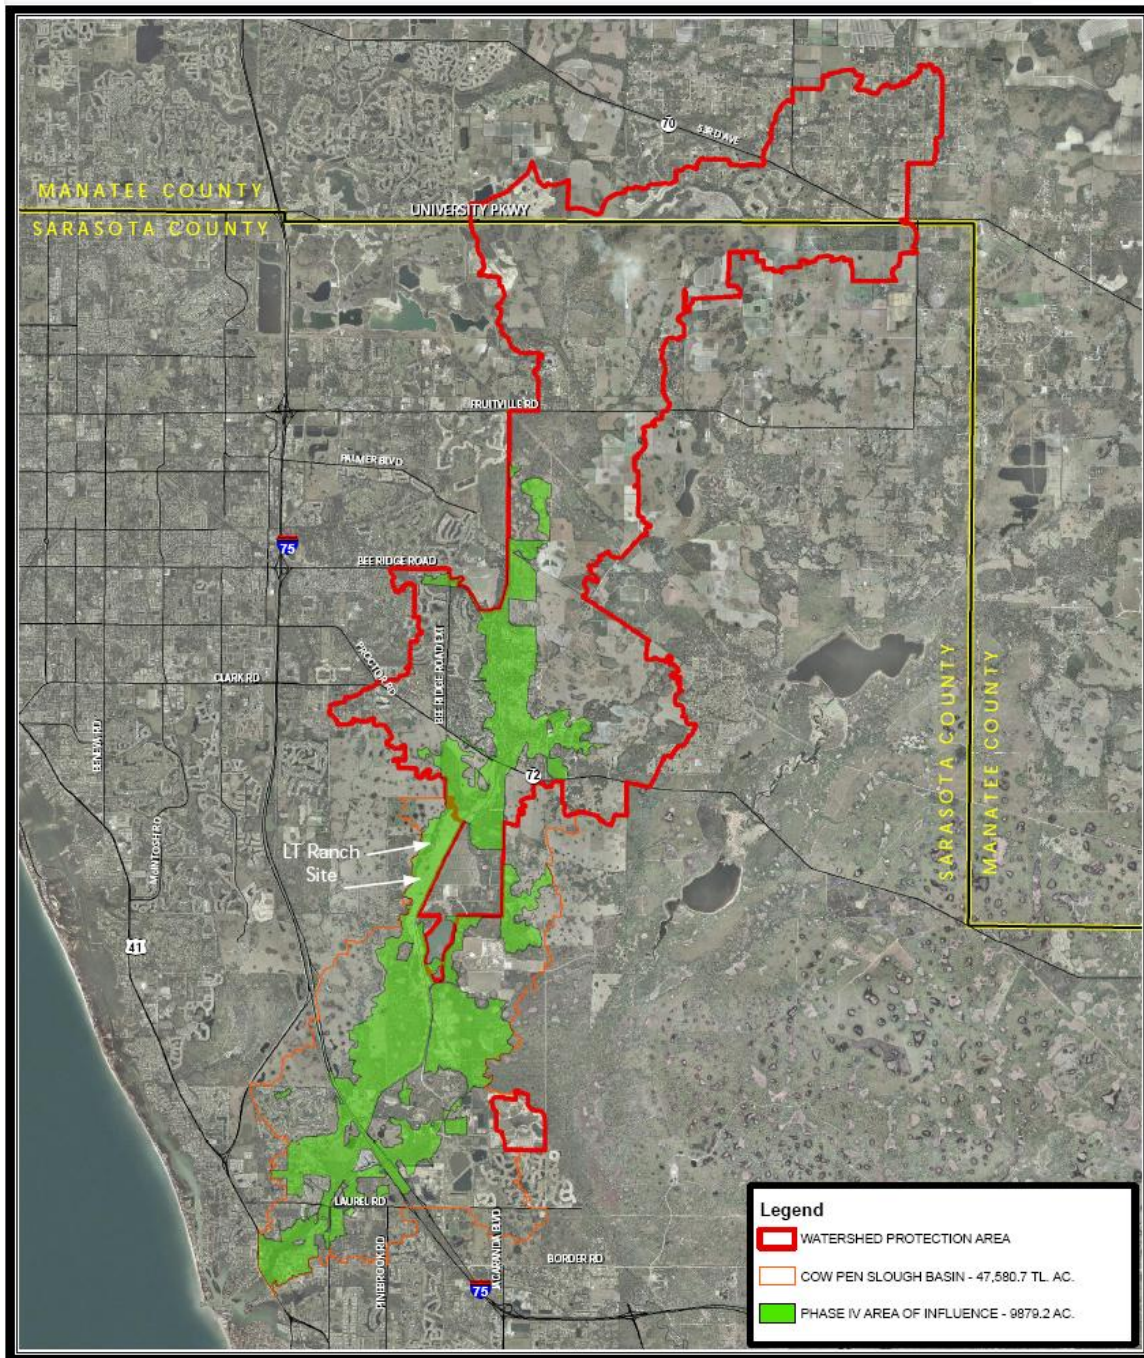 70
53RD AVE
MANATEE COUNTY
UNIVERSITY PKWY
SARASOTA COUNTY
FRUITVILLE RD
PALMER BLVD
75
BEE RIDGE ROAD
BEE RIDGE ROAD EXT
PROCTOR RD
CLARK RD
SARASOTA COUNTY
MANATEE COUNTY
BENEVA RD
72
MCINTOSH RD
LT Ranch
Site
41
LAUREL RD
PINEBROOK RD
JACARANDA BLVD
BORDER RD
75
Legend
WATERSHED PROTECTION AREA
COW PEN SLOUGH BASIN - 47,580.7 TL. AC.
PHASE IV AREA OF INFLUENCE - 9879.2 AC.